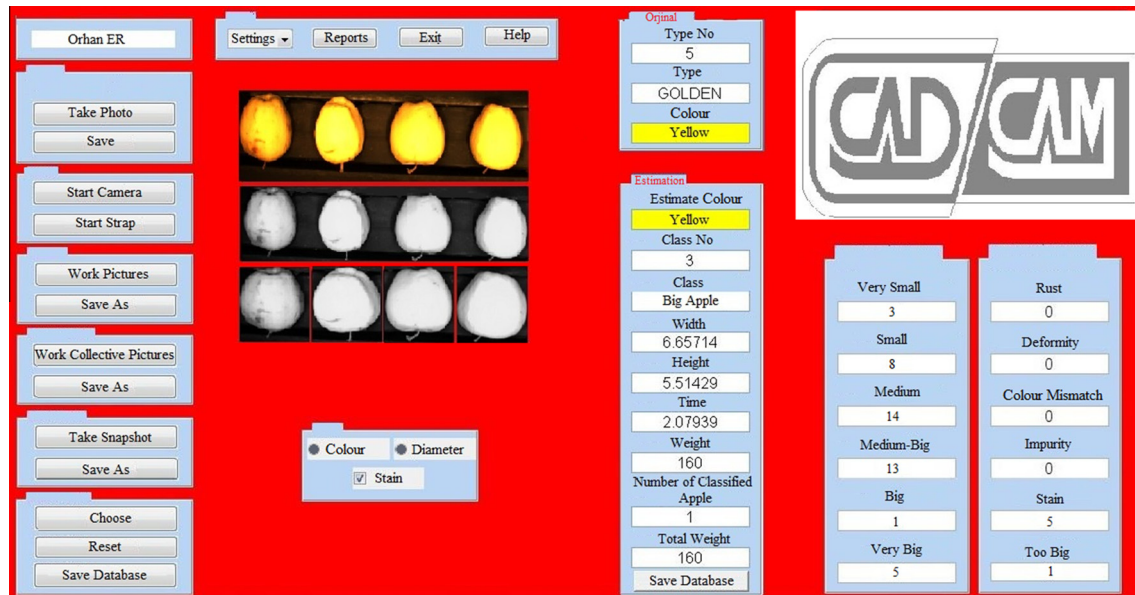 Orhan ER
Settings
Reports
Exit
Help
Take Photo
Save
Start Camera
Start Strap
Work Pictures
Save As
Work Collective Pictures
Save As
Take Snapshot
Save As
Choose
Reset
Save Database
Colour
Diameter
Stain
Orjinal
Type No
5
Type
GOLDEN
Colour
Yellow
Estimation
Estimate Colour
Yellow
Class No
3
Class
Big Apple
Width
6.65714
Height
5.51429
Time
2.07939
Weight
160
Number of Classified
Apple
1
Total Weight
160
Save Database
CAD/CAM
Very Small
3
Small
8
Medium
14
Medium-Big
13
Big
1
Very Big
5
Rust
0
Deformity
0
Colour Mismatch
0
Impurity
0
Stain
5
Too Big
1